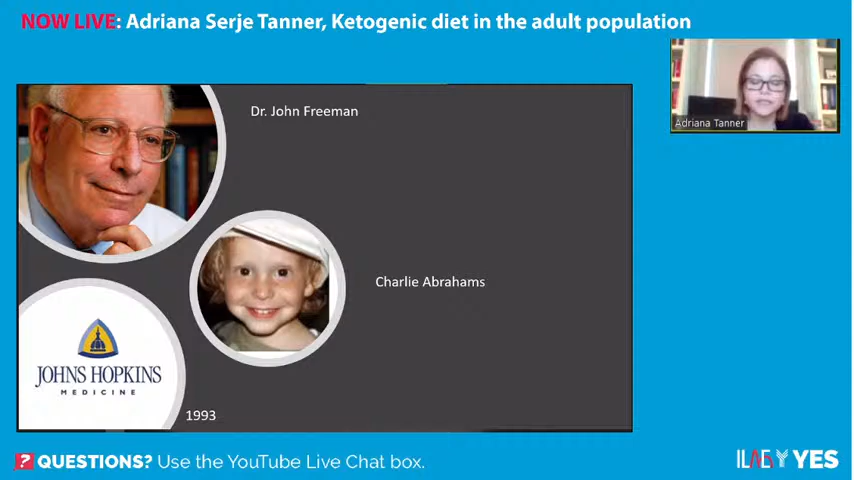 NOW LIVE: Adriana Serje Tanner, Ketogenic diet in the adult population
Adriana Tanner
Dr. John Freeman
Charlie Abrahams
JOHNS HOPKINS
MEDICINE
1993
? QUESTIONS? Use the YouTube Live Chat box.
ILAE YES